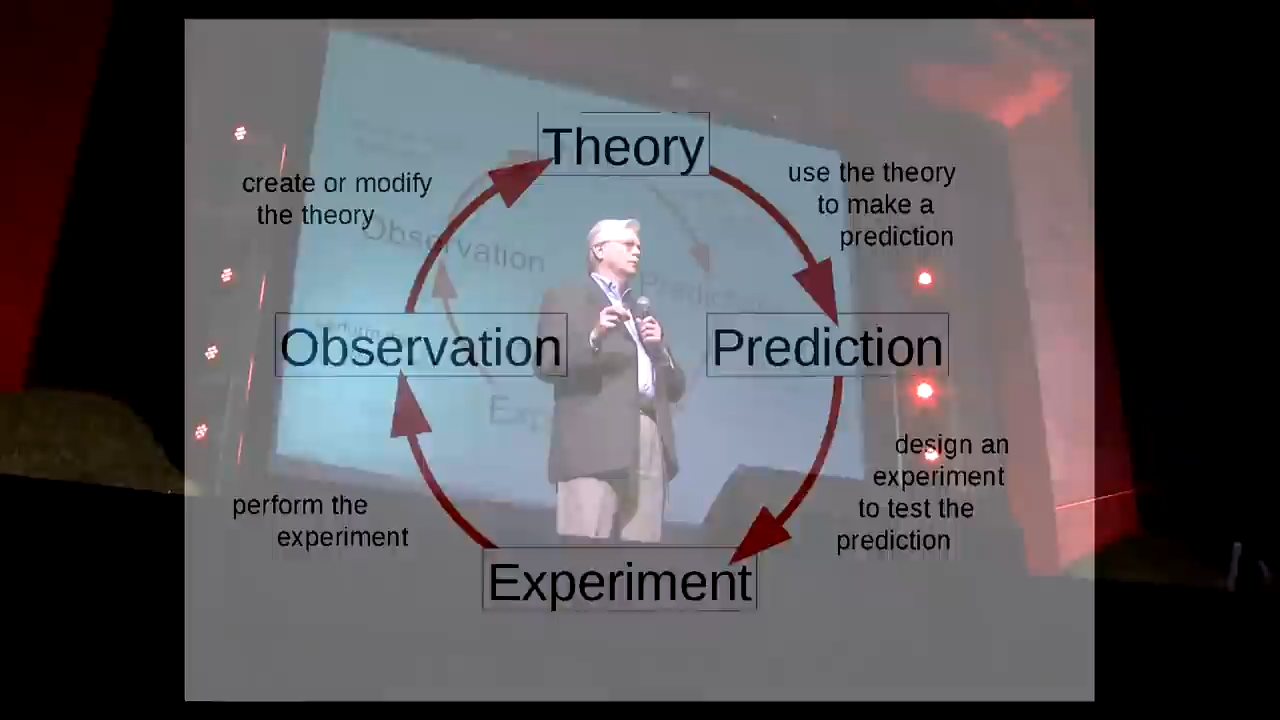 Theory
use the theory
to make a
prediction
Prediction
design an
experiment
to test the
prediction
Experiment
perform the
experiment
Observation
create or modify
the theory
Observation